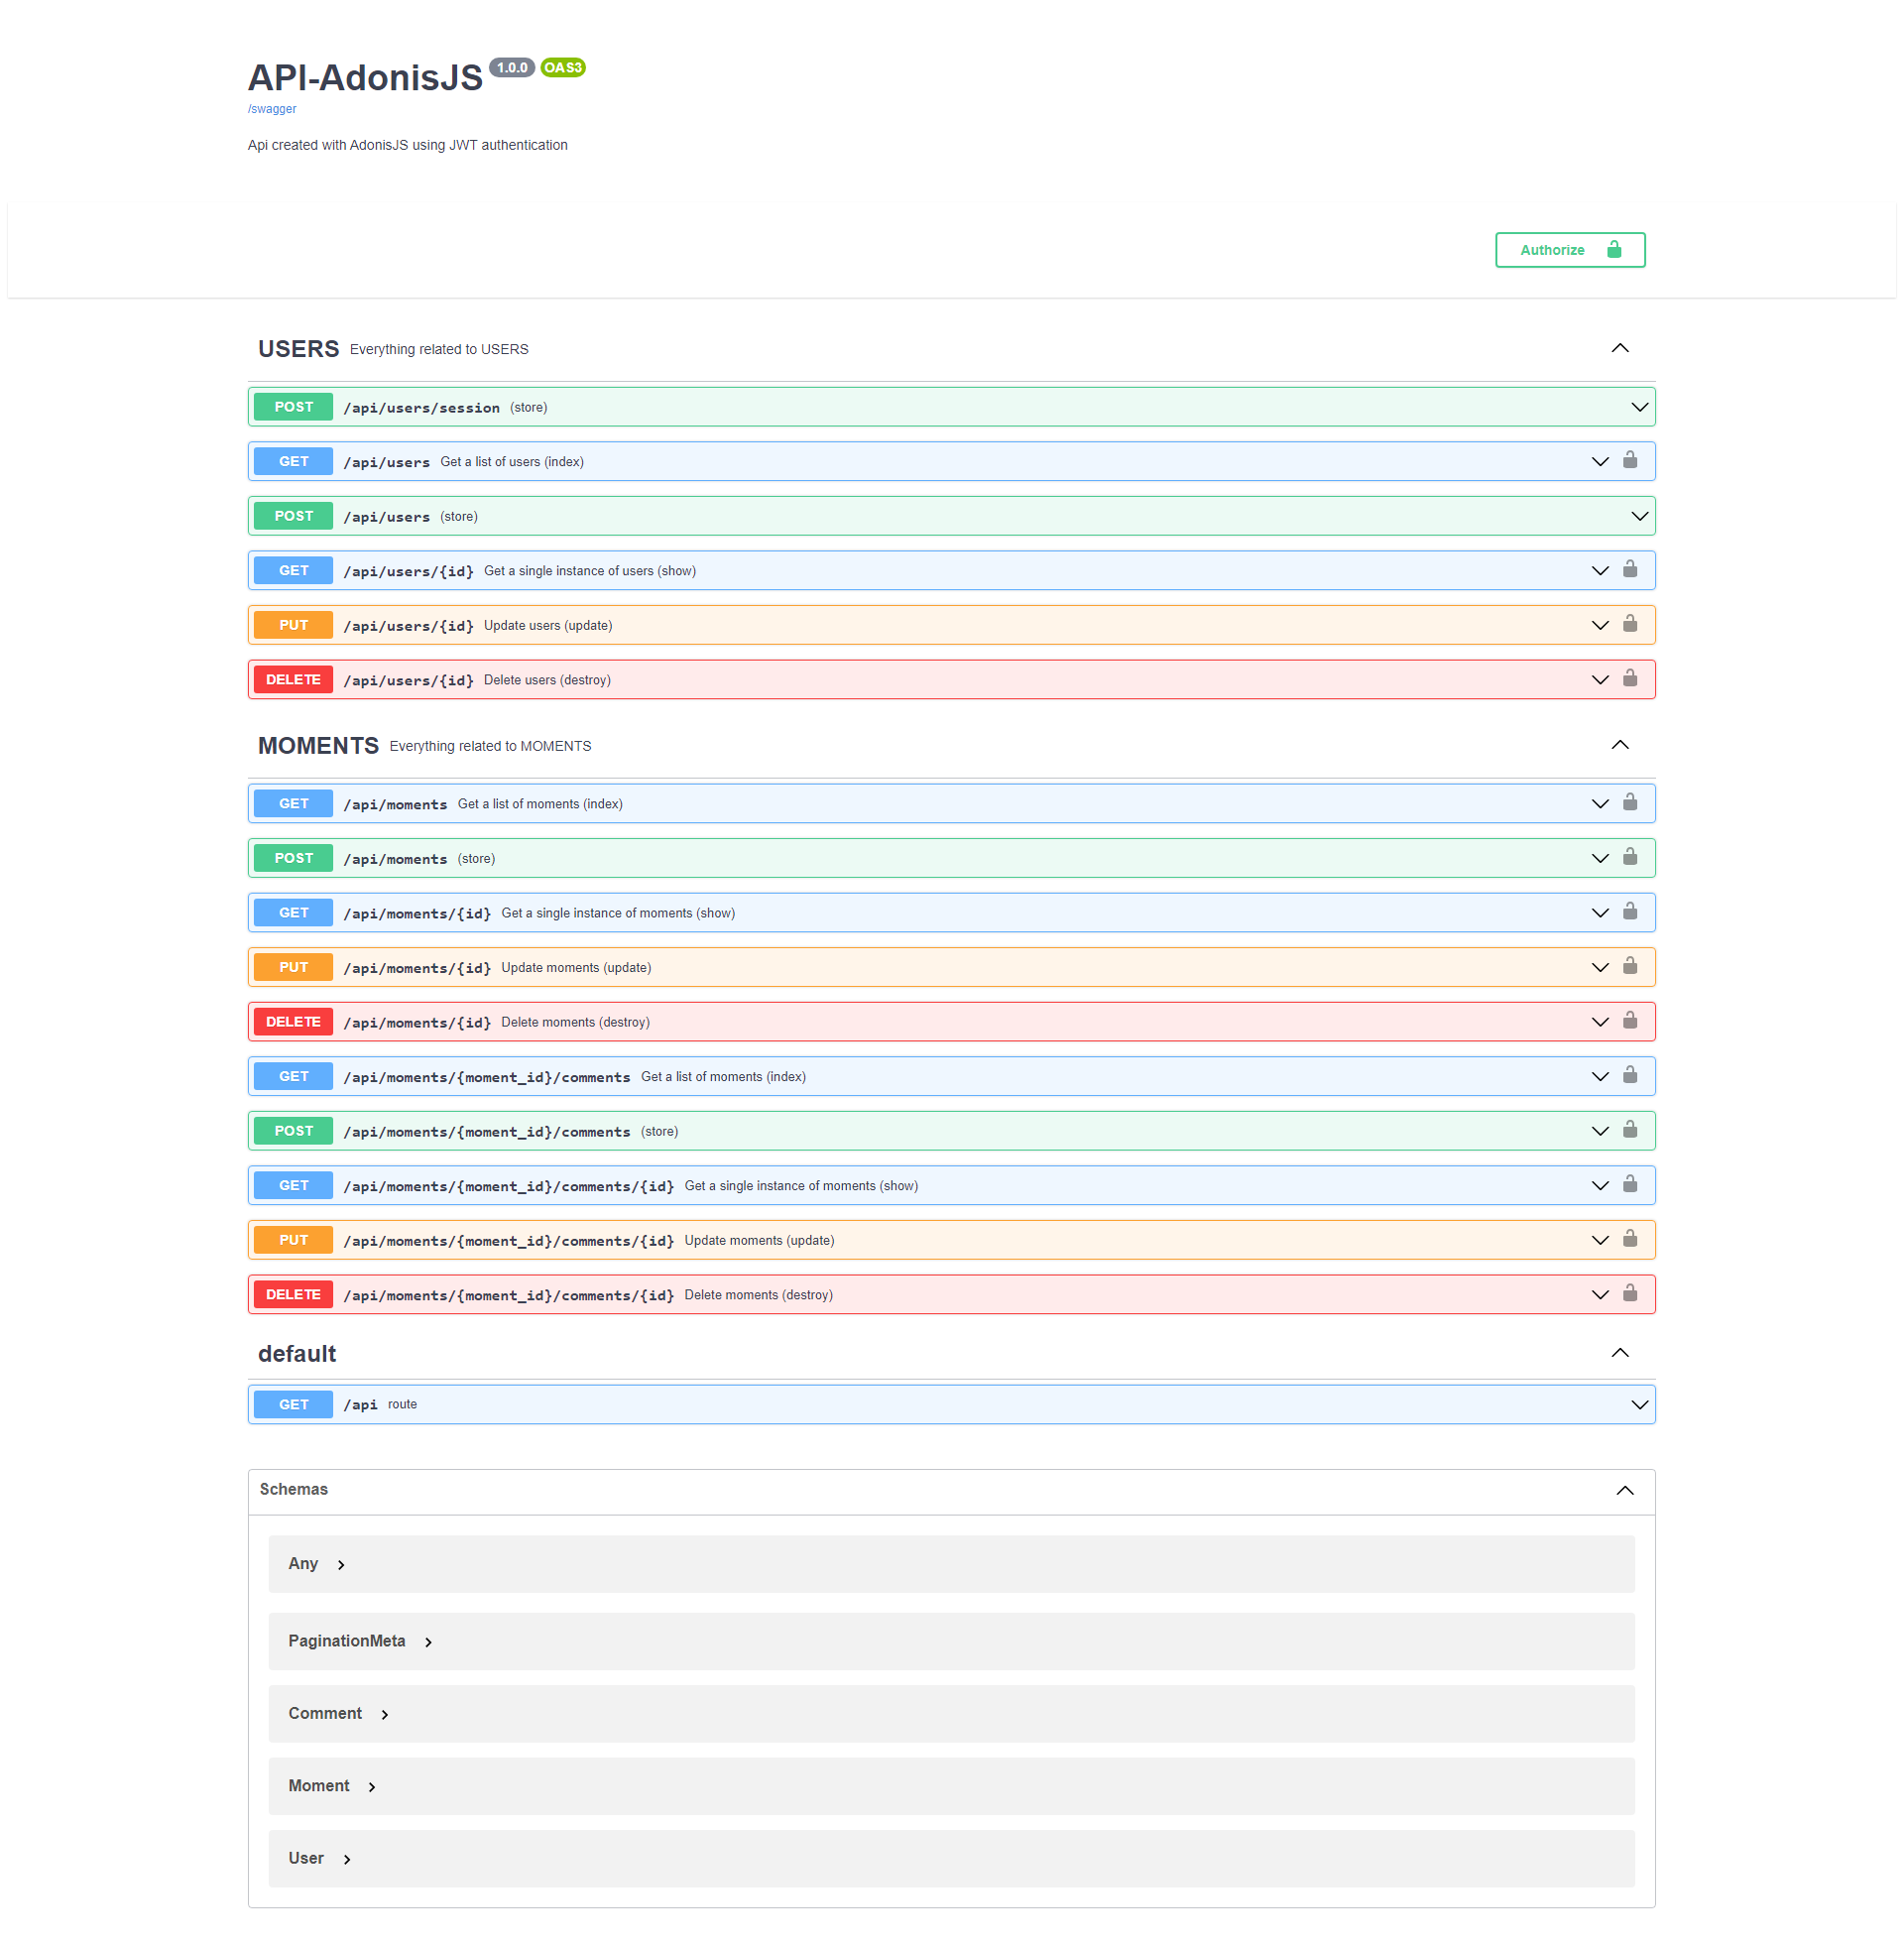 API-AdonisJS 1.0.0 OAS3
/swagger
Api created with AdonisJS using JWT authentication
Authorize
USERS Everything related to USERS
POST /api/users/session (store)
GET /api/users Get a list of users (index)
POST /api/users (store)
GET /api/users/{id} Get a single instance of users (show)
PUT /api/users/{id} Update users (update)
DELETE /api/users/{id} Delete users (destroy)
MOMENTS Everything related to MOMENTS
GET /api/moments Get a list of moments (index)
POST /api/moments (store)
GET /api/moments/{id} Get a single instance of moments (show)
PUT /api/moments/{id} Update moments (update)
DELETE /api/moments/{id} Delete moments (destroy)
GET /api/moments/{moment_id}/comments Get a list of moments (index)
POST /api/moments/{moment_id}/comments (store)
GET /api/moments/{moment_id}/comments/{id} Get a single instance of moments (show)
PUT /api/moments/{moment_id}/comments/{id} Update moments (update)
DELETE /api/moments/{moment_id}/comments/{id} Delete moments (destroy)
default
GET /api route
Schemas
Any
PaginationMeta
Comment
Moment
User